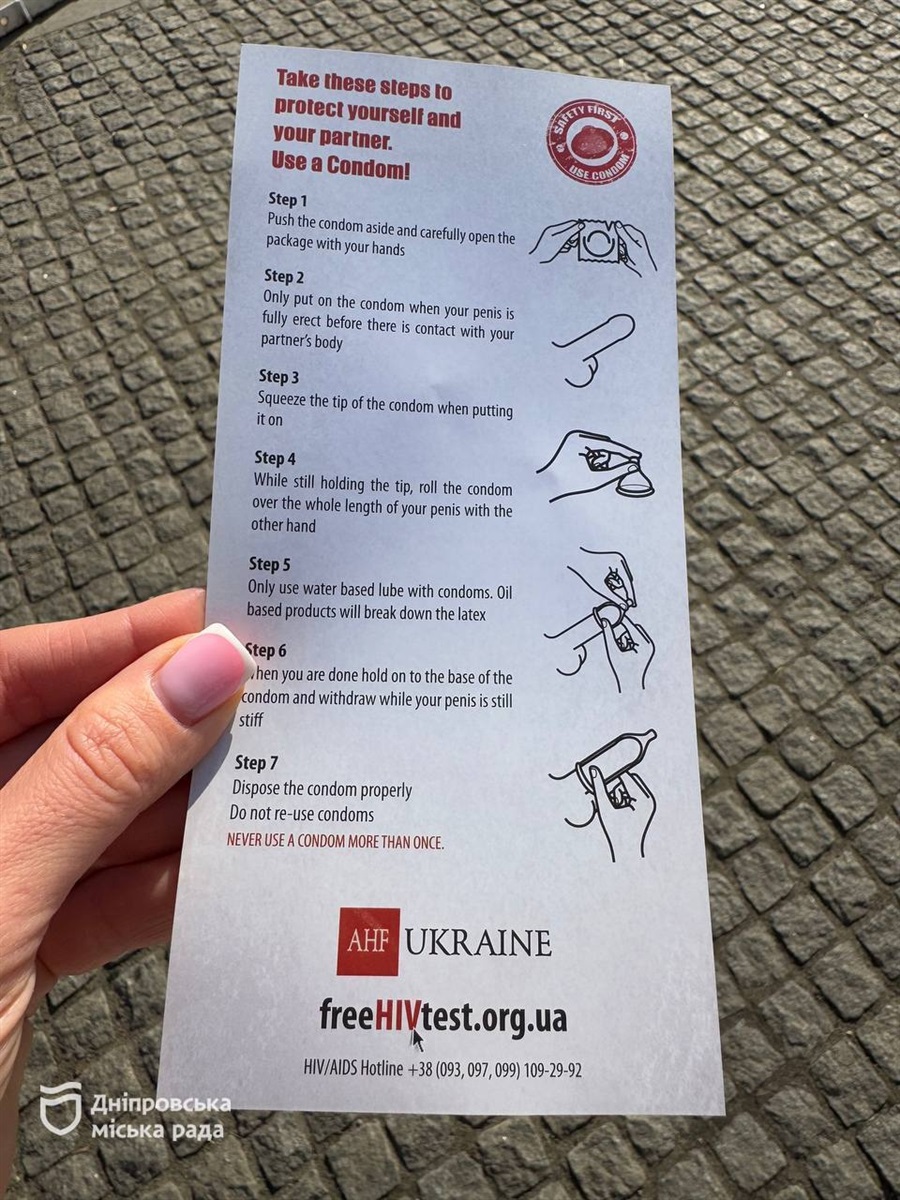 Take these steps to
protect yourself and
your partner.
Use a Condom!
SAFETY FIRST
USE CONDOM
Step 1
Push the condom aside and carefully open the
package with your hands
Step 2
Only put on the condom when your penis is
fully erect before there is contact with your
partner's body
Step 3
Squeeze the tip of the condom when putting
it on
Step 4
While still holding the tip, roll the condom
over the whole length of your penis with the
other hand
Step 5
Only use water based lube with condoms. Oil
based products will break down the latex
Step 6
When you are done hold on to the base of the
condom and withdraw while your penis is still
stiff
Step 7
Dispose the condom properly
Do not re-use condoms
NEVER USE A CONDOM MORE THAN ONCE.
AHF UKRAINE
freeHIVtest.org.ua
HIV/AIDS Hotline +38 (093, 097, 099) 109-29-92
Дніпровська
міська рада